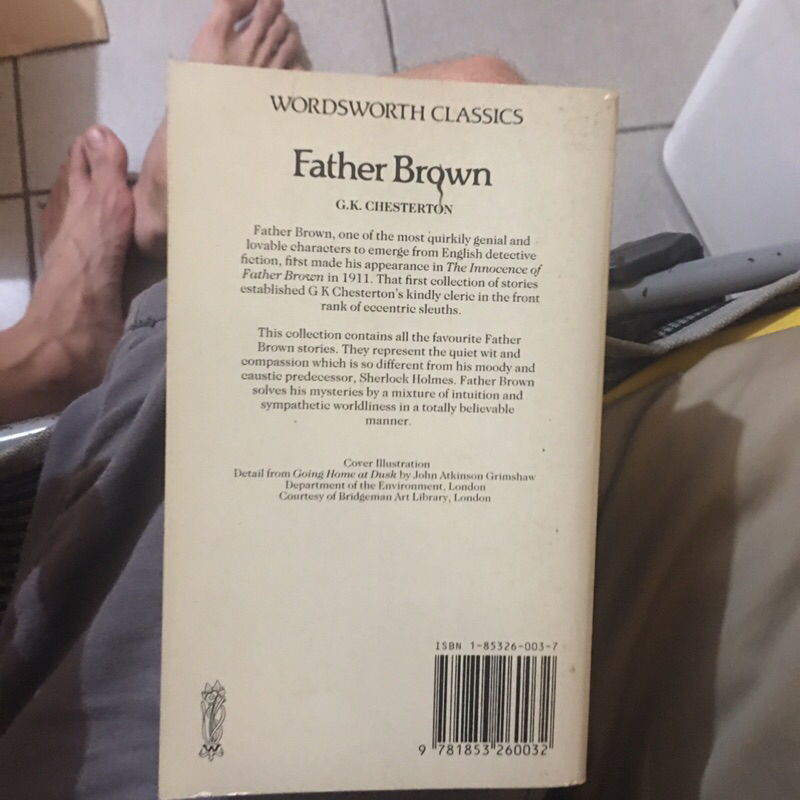 WORDSWORTH CLASSICS
Father Brown
G.K. CHESTERTON
Father Brown, one of the most quirkily genial and
lovable characters to emerge from English detective
fiction, first made his appearance in The Innocence of
Father Brown in 1911. That first collection of stories
established G K Chesterton's kindly cleric in the front
rank of eccentric sleuths.
This collection contains all the favourite Father
Brown stories. They represent the quiet wit and
compassion which is so different from his moody and
caustic predecessor, Sherlock Holmes. Father Brown
solves his mysteries by a mixture of intuition and
sympathetic worldliness in a totally believable
manner.
Cover Illustration
Detail from Going Home at Dusk by John Atkinson Grimshaw
Department of the Environment, London
Courtesy of Bridgeman Art Library, London
ISBN 1-85326-003-7
9 781853 260032
W